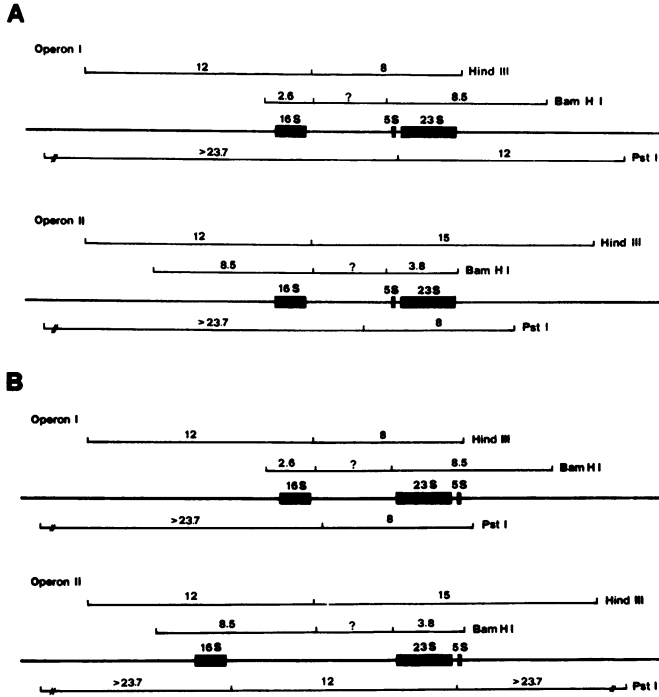 A
Operon I
12 8 Hind III
2.6 ? 8.5 Bam H I
16 S 5S 23 S
>23.7 12 Pst I
Operon II
12 15 Hind III
8.5 ? 3.8 Bam H I
16 S 5S 23 S
>23.7 8 Pst I
B
Operon I
12 8 Hind III
2.6 ? 8.5 Bam H I
16 S 23 S 5 S
>23.7 8 Pst I
Operon II
12 15 Hind III
8.5 ? 3.8 Bam H I
16 S 23 S 5 S
>23.7 12 >23.7 Pst I